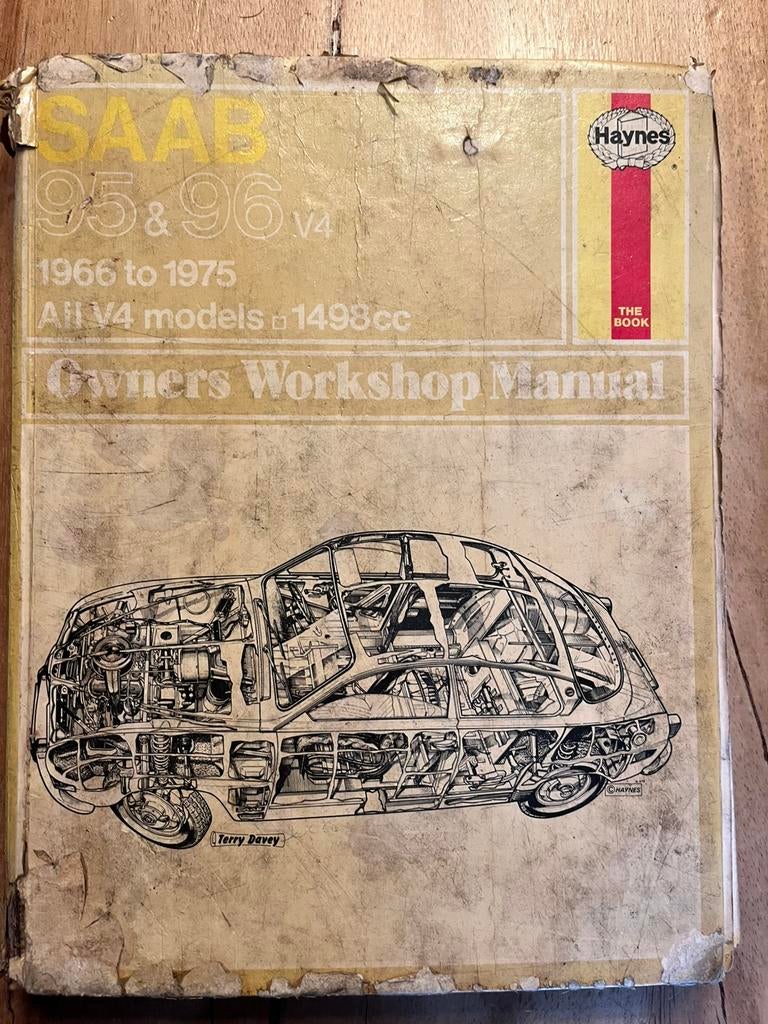 SAAB
95 & 96 V4
1966 to 1975
All V4 models □ 1498cc
Haynes
®
THE
BOOK
Owners Workshop Manual
© HAYNES
Terry Davey